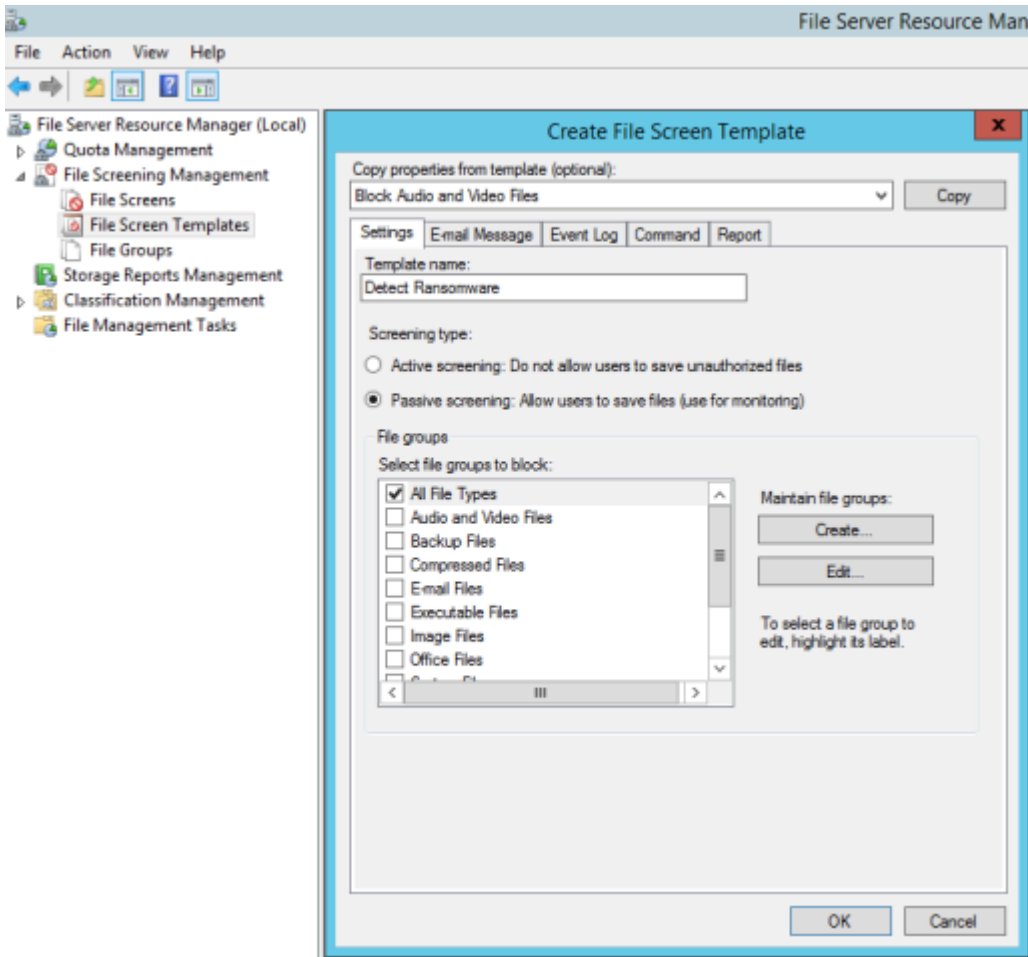 File Server Resource Man
File Action View Help
File Server Resource Manager (Local)
Quota Management
File Screening Management
File Screens
File Screen Templates
File Groups
Storage Reports Management
Classification Management
File Management Tasks
Create File Screen Template
x
Copy properties from template (optional):
Block Audio and Video Files
Copy
Settings E-mail Message Event Log Command Report
Template name:
Detect Ransomware
Screening type:
Active screening: Do not allow users to save unauthorized files
Passive screening: Allow users to save files (use for monitoring)
File groups
Select file groups to block:
All File Types
Audio and Video Files
Backup Files
Compressed Files
E-mail Files
Executable Files
Image Files
Office Files
Maintain file groups:
Create...
Edit...
To select a file group to
edit, highlight its label.
OK Cancel